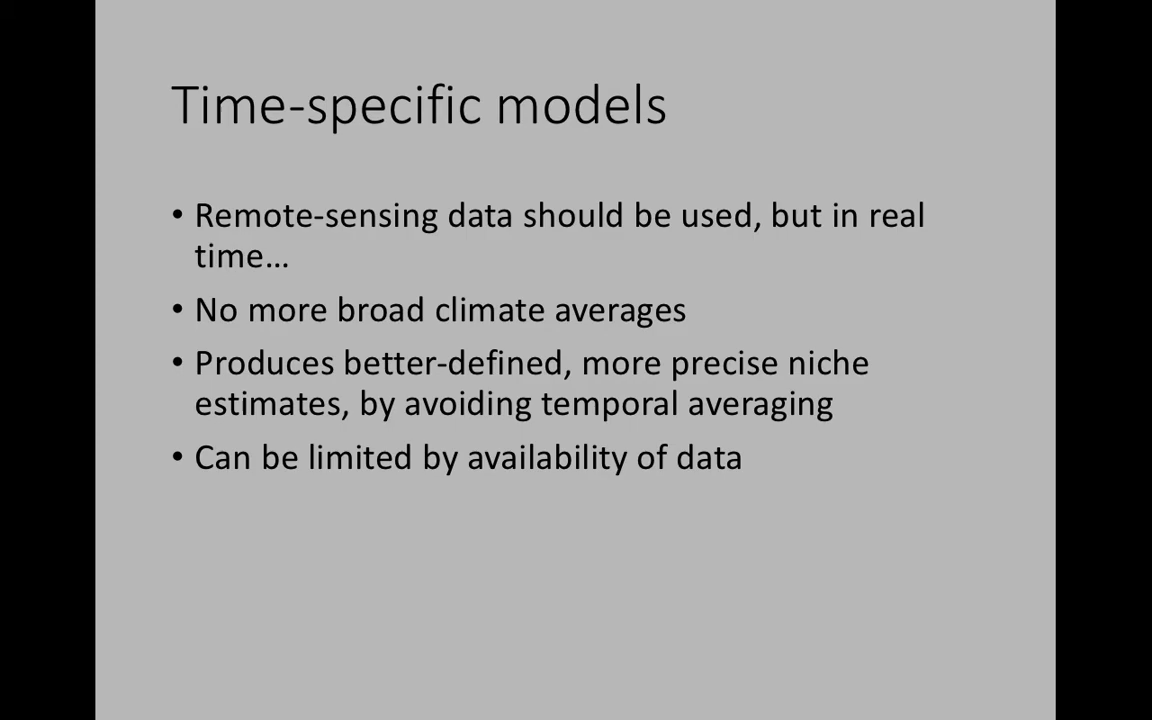 Time-specific models
• Remote-sensing data should be used, but in real
time…
• No more broad climate averages
• Produces better-defined, more precise niche
estimates, by avoiding temporal averaging
• Can be limited by availability of data